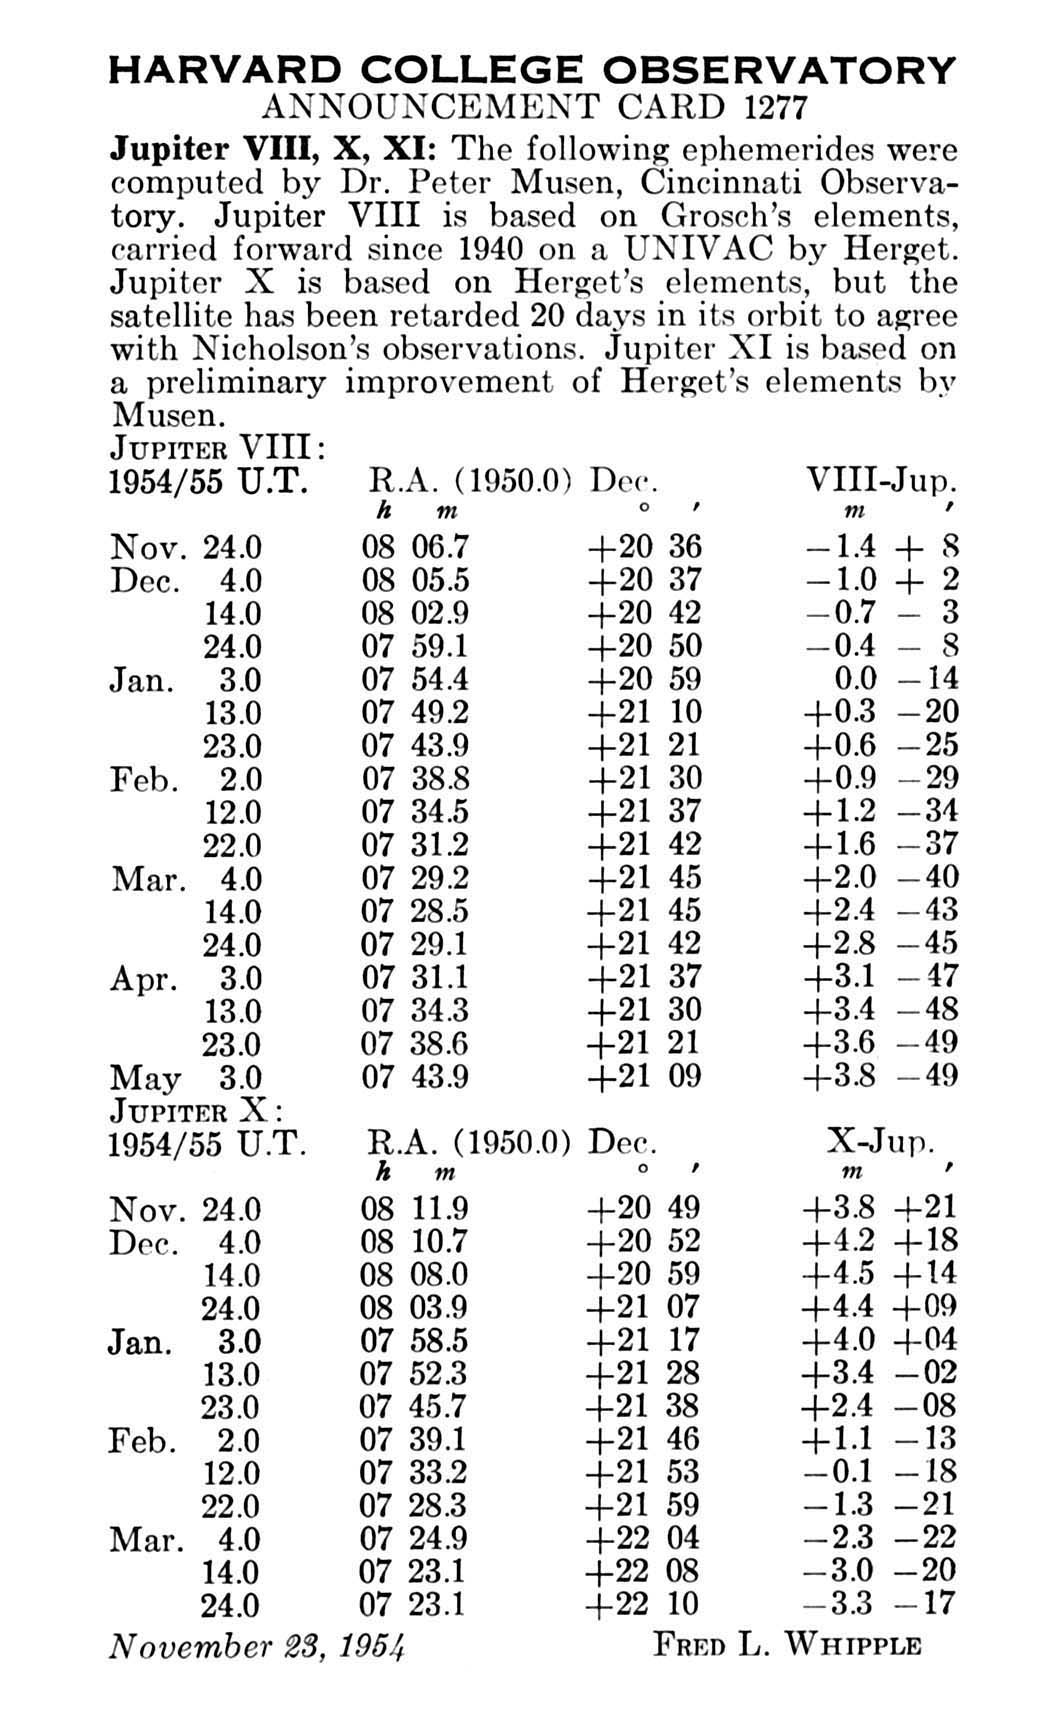 HARVARD COLLEGE OBSERVATORY
ANNOUNCEMENT CARD 1277
Jupiter VIII, X, XI: The following ephemerides were
computed by Dr. Peter Musen, Cincinnati Observa-
tory. Jupiter VIII is based on Grosch's elements,
carried forward since 1940 on a UNIVAC by Herget.
Jupiter X is based on Herget's elements, but the
satellite has been retarded 20 days in its orbit to agree
with Nicholson's observations. Jupiter XI is based on
a preliminary improvement of Herget's elements by
Musen.
JUPITER VIII:
1954/55 U.T. R.A. (1950.0) Dec. VIII-Jup.
h m ° ′ m ′
Nov. 24.0 08 06.7 +20 36 −1.4 + 8
Dec. 4.0 08 05.5 +20 37 −1.0 + 2
14.0 08 02.9 +20 42 −0.7 − 3
24.0 07 59.1 +20 50 −0.4 − 8
Jan. 3.0 07 54.4 +20 59 0.0 −14
13.0 07 49.2 +21 10 +0.3 −20
23.0 07 43.9 +21 21 +0.6 −25
Feb. 2.0 07 38.8 +21 30 +0.9 −29
12.0 07 34.5 +21 37 +1.2 −34
22.0 07 31.2 +21 42 +1.6 −37
Mar. 4.0 07 29.2 +21 45 +2.0 −40
14.0 07 28.5 +21 45 +2.4 −43
24.0 07 29.1 +21 42 +2.8 −45
Apr. 3.0 07 31.1 +21 37 +3.1 −47
13.0 07 34.3 +21 30 +3.4 −48
23.0 07 38.6 +21 21 +3.6 −49
May 3.0 07 43.9 +21 09 +3.8 −49
JUPITER X:
1954/55 U.T. R.A. (1950.0) Dec. X-Jup.
h m ° ′ m ′
Nov. 24.0 08 11.9 +20 49 +3.8 +21
Dec. 4.0 08 10.7 +20 52 +4.2 +18
14.0 08 08.0 +20 59 +4.5 +14
24.0 08 03.9 +21 07 +4.4 +09
Jan. 3.0 07 58.5 +21 17 +4.0 +04
13.0 07 52.3 +21 28 +3.4 −02
23.0 07 45.7 +21 38 +2.4 −08
Feb. 2.0 07 39.1 +21 46 +1.1 −13
12.0 07 33.2 +21 53 −0.1 −18
22.0 07 28.3 +21 59 −1.3 −21
Mar. 4.0 07 24.9 +22 04 −2.3 −22
14.0 07 23.1 +22 08 −3.0 −20
24.0 07 23.1 +22 10 −3.3 −17
November 23, 1954 FRED L. WHIPPLE